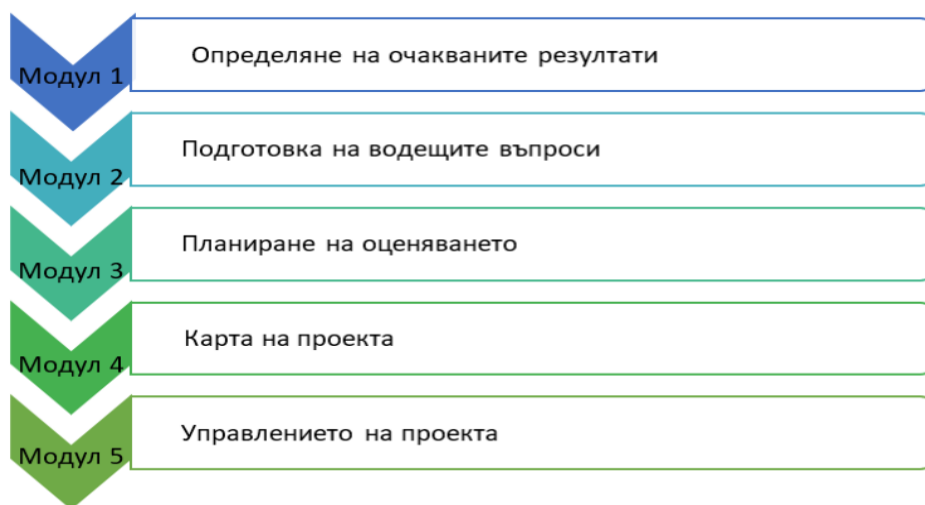 Модул 1
Определяне на очакваните резултати
Модул 2
Подготовка на водещите въпроси
Модул 3
Планиране на оценяването
Модул 4
Карта на проекта
Модул 5
Управлението на проекта